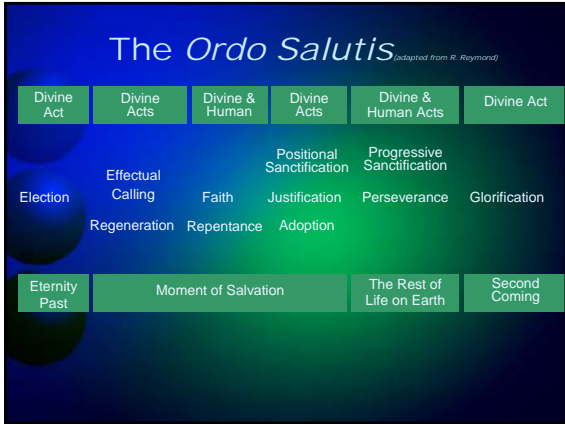 The Ordo Salutis (adapted from R. Reymond)
Divine Act
Divine Acts
Divine & Human
Divine Acts
Divine & Human Acts
Divine Act
Election
Effectual Calling
Regeneration
Faith
Repentance
Positional Sanctification
Justification
Adoption
Progressive Sanctification
Perseverance
Glorification
Eternity Past
Moment of Salvation
The Rest of Life on Earth
Second Coming